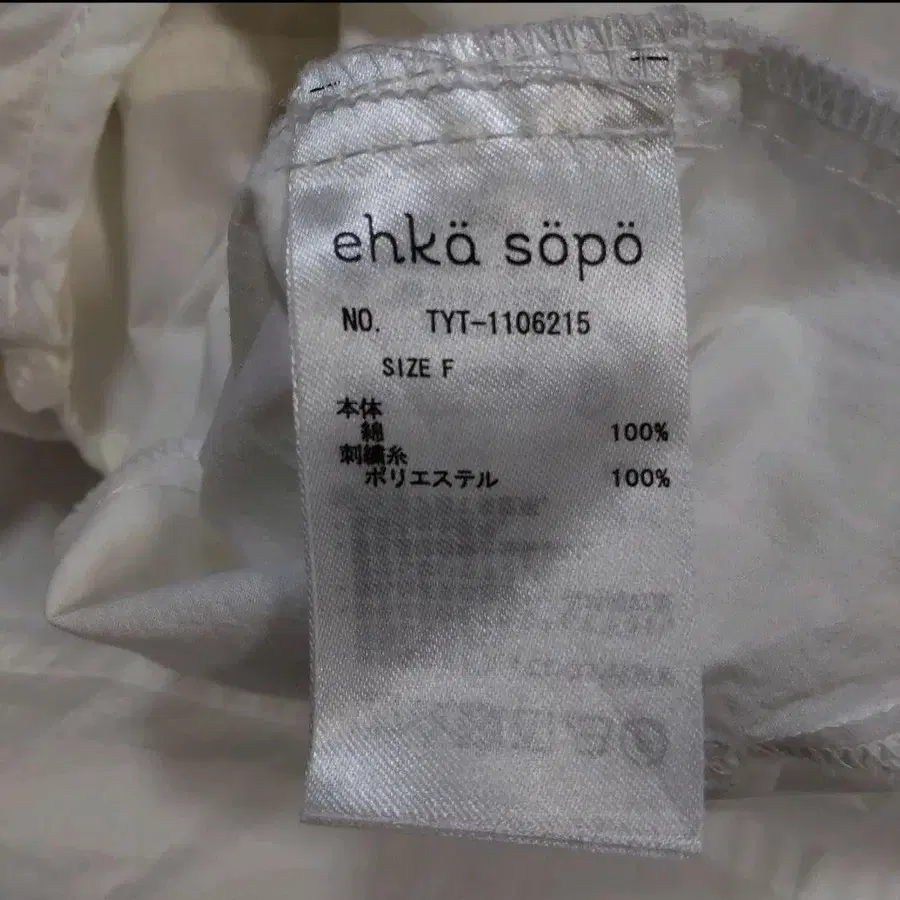 ehkä söpö
NO. TYT-1106215
SIZE F
本体
綿 100%
刺繍糸
ポリエステル 100%